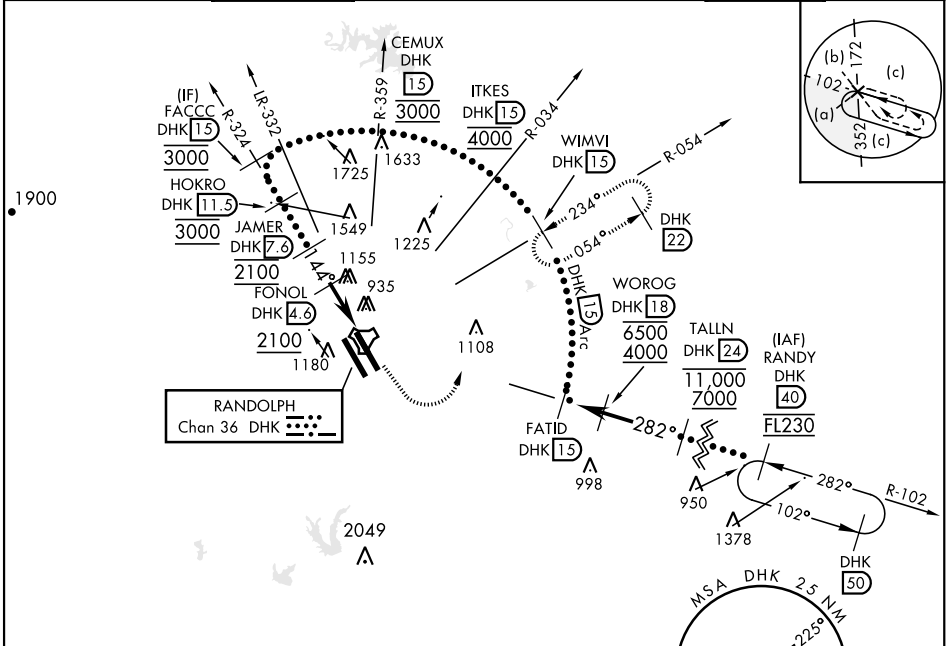 CEMUX
DHK
15
3000
R-359
(IF)
FACCC
DHK 15
3000
R-324
LR-332
ITKES
DHK 15
4000
R-034
WIMVI
DHK 15
R-054
234°
054°
DHK
22
HOKRO
DHK 11.5
3000
JAMER
DHK 7.6
2100
144°
FONOL
DHK 4.6
2100
1900
1725
1633
1549
1225
1155
935
1180
1108
DHK 15 Arc
WOROG
DHK 18
6500
4000
TALLN
DHK 24
11,000
7000
(IAF)
RANDY
DHK
40
FL230
RANDOLPH
Chan 36 DHK
FATID
DHK 15
282°
998
950
1378
282°
102°
R-102
DHK
50
2049
MSA DHK 25 NM
225°
(b)
172
(c)
102
(a)
352
(c)